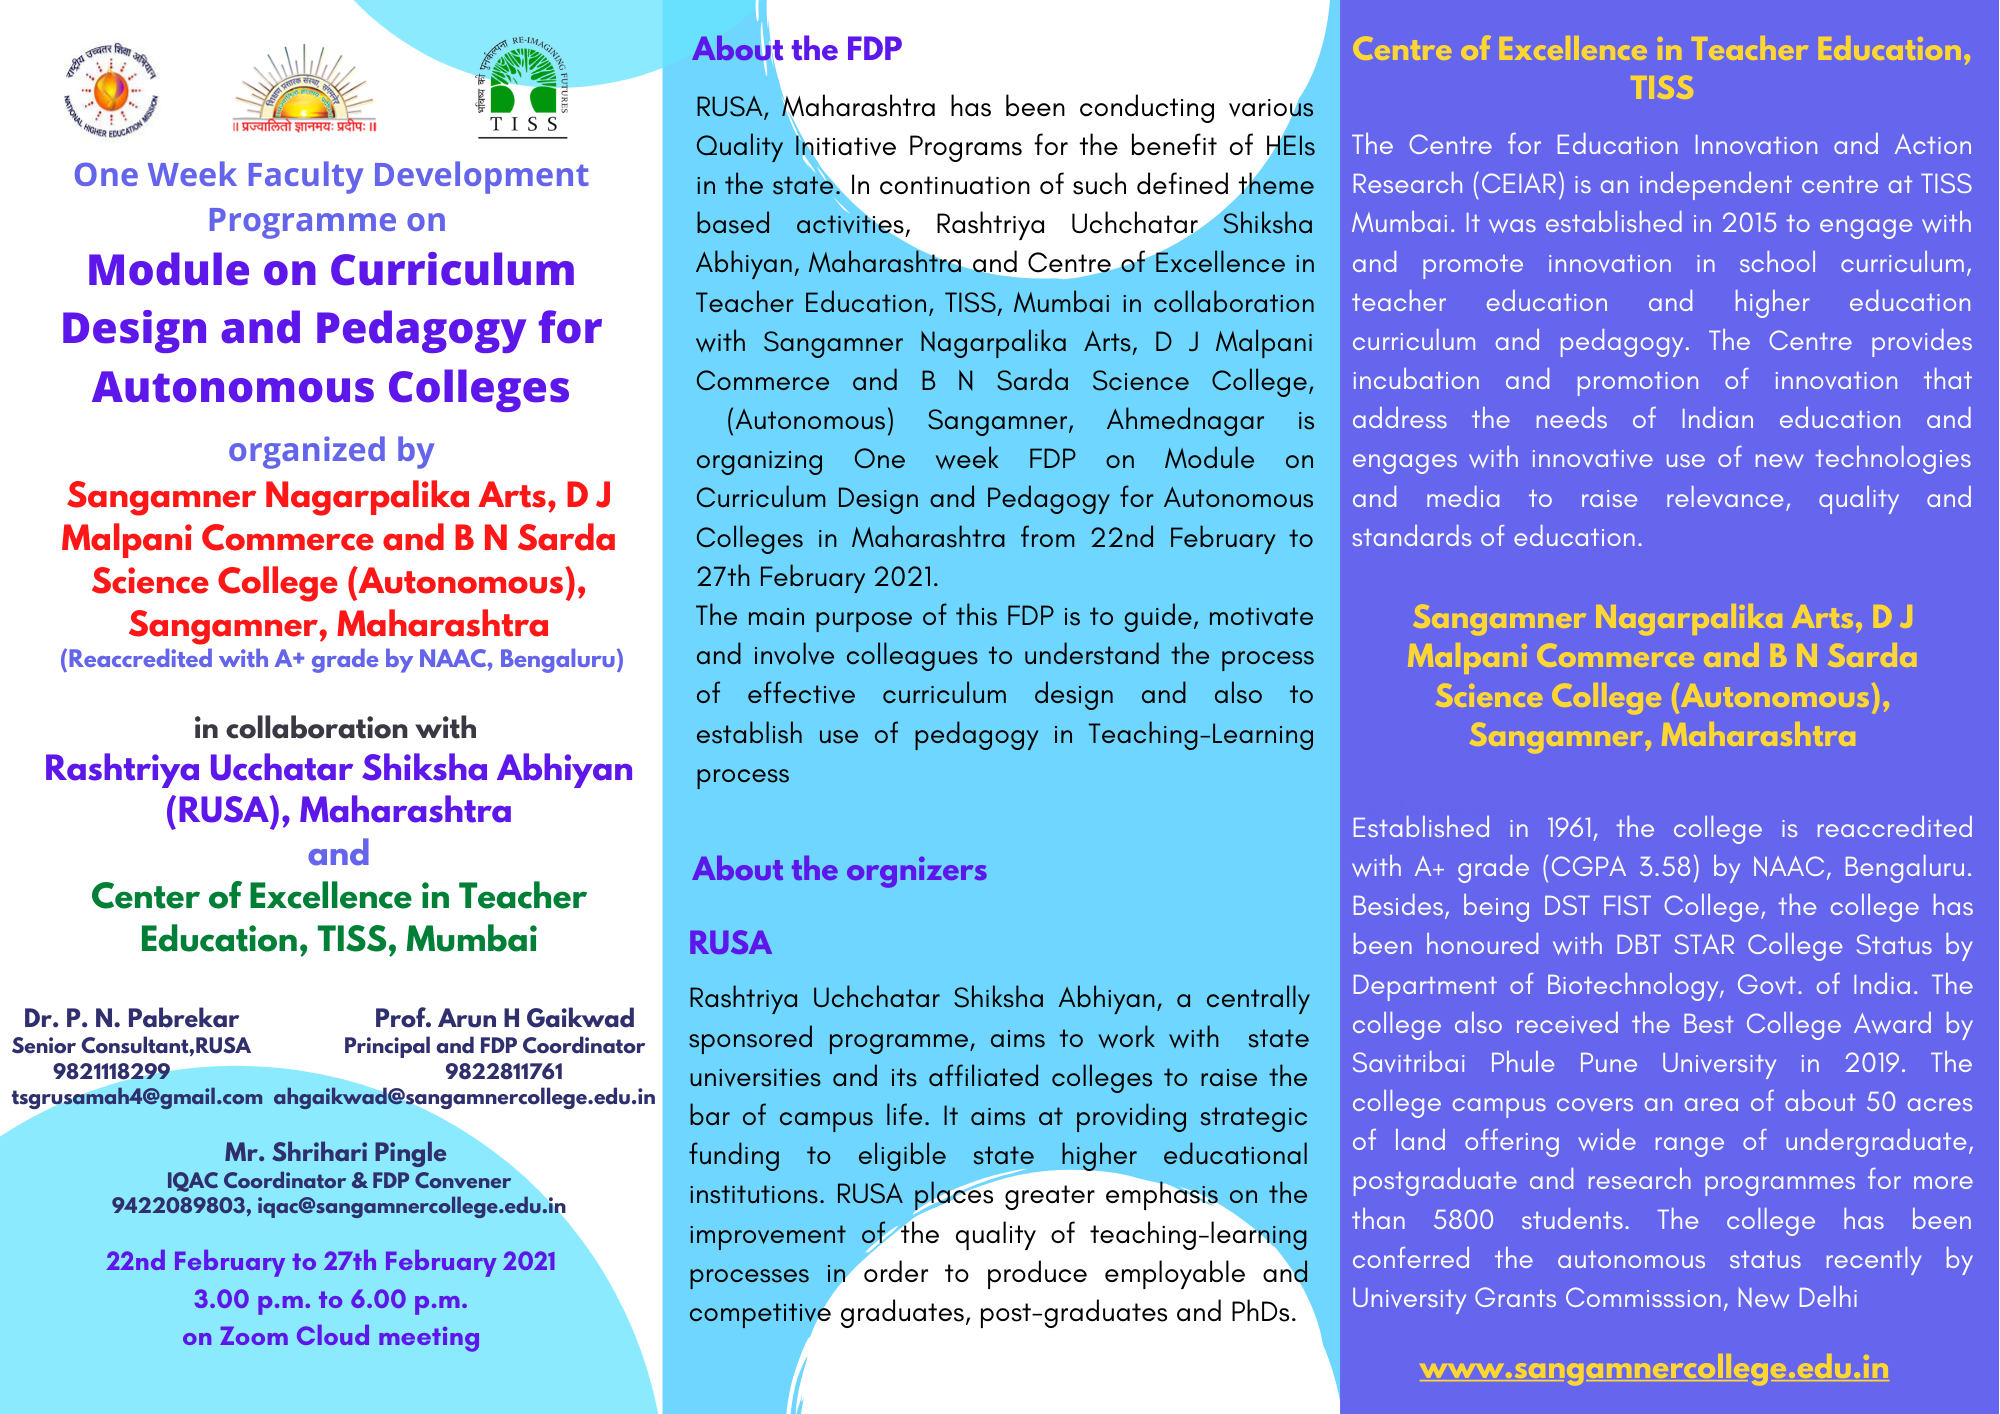 राष्ट्रीय उच्चतर शिक्षा अभियान
NATIONAL HIGHER EDUCATION MISSION
शिक्षण प्रसारक संस्था संगमनेर
॥ प्रज्वालितो ज्ञानमयः प्रदीपः ॥
भविष्य की पुनर्कल्पना RE-IMAGINING FUTURES
TISS
One Week Faculty Development
Programme on
Module on Curriculum
Design and Pedagogy for
Autonomous Colleges
organized by
Sangamner Nagarpalika Arts, D J
Malpani Commerce and B N Sarda
Science College (Autonomous),
Sangamner, Maharashtra
(Reaccredited with A+ grade by NAAC, Bengaluru)
in collaboration with
Rashtriya Ucchatar Shiksha Abhiyan
(RUSA), Maharashtra
and
Center of Excellence in Teacher
Education, TISS, Mumbai
Dr. P. N. Pabrekar
Senior Consultant,RUSA
9821118299
tsgrusamah4@gmail.com
Prof. Arun H Gaikwad
Principal and FDP Coordinator
9822811761
ahgaikwad@sangamnercollege.edu.in
Mr. Shrihari Pingle
IQAC Coordinator & FDP Convener
9422089803, iqac@sangamnercollege.edu.in
22nd February to 27th February 2021
3.00 p.m. to 6.00 p.m.
on Zoom Cloud meeting
About the FDP
RUSA, Maharashtra has been conducting various
Quality Initiative Programs for the benefit of HEIs
in the state. In continuation of such defined theme
based activities, Rashtriya Uchchatar Shiksha
Abhiyan, Maharashtra and Centre of Excellence in
Teacher Education, TISS, Mumbai in collaboration
with Sangamner Nagarpalika Arts, D J Malpani
Commerce and B N Sarda Science College,
(Autonomous) Sangamner, Ahmednagar is
organizing One week FDP on Module on
Curriculum Design and Pedagogy for Autonomous
Colleges in Maharashtra from 22nd February to
27th February 2021.
The main purpose of this FDP is to guide, motivate
and involve colleagues to understand the process
of effective curriculum design and also to
establish use of pedagogy in Teaching-Learning
process
About the orgnizers
RUSA
Rashtriya Uchchatar Shiksha Abhiyan, a centrally
sponsored programme, aims to work with state
universities and its affiliated colleges to raise the
bar of campus life. It aims at providing strategic
funding to eligible state higher educational
institutions. RUSA places greater emphasis on the
improvement of the quality of teaching-learning
processes in order to produce employable and
competitive graduates, post-graduates and PhDs.
Centre of Excellence in Teacher Education,
TISS
The Centre for Education Innovation and Action
Research (CEIAR) is an independent centre at TISS
Mumbai. It was established in 2015 to engage with
and promote innovation in school curriculum,
teacher education and higher education
curriculum and pedagogy. The Centre provides
incubation and promotion of innovation that
address the needs of Indian education and
engages with innovative use of new technologies
and media to raise relevance, quality and
standards of education.
Sangamner Nagarpalika Arts, D J
Malpani Commerce and B N Sarda
Science College (Autonomous),
Sangamner, Maharashtra
Established in 1961, the college is reaccredited
with A+ grade (CGPA 3.58) by NAAC, Bengaluru.
Besides, being DST FIST College, the college has
been honoured with DBT STAR College Status by
Department of Biotechnology, Govt. of India. The
college also received the Best College Award by
Savitribai Phule Pune University in 2019. The
college campus covers an area of about 50 acres
of land offering wide range of undergraduate,
postgraduate and research programmes for more
than 5800 students. The college has been
conferred the autonomous status recently by
University Grants Commisssion, New Delhi
www.sangamnercollege.edu.in